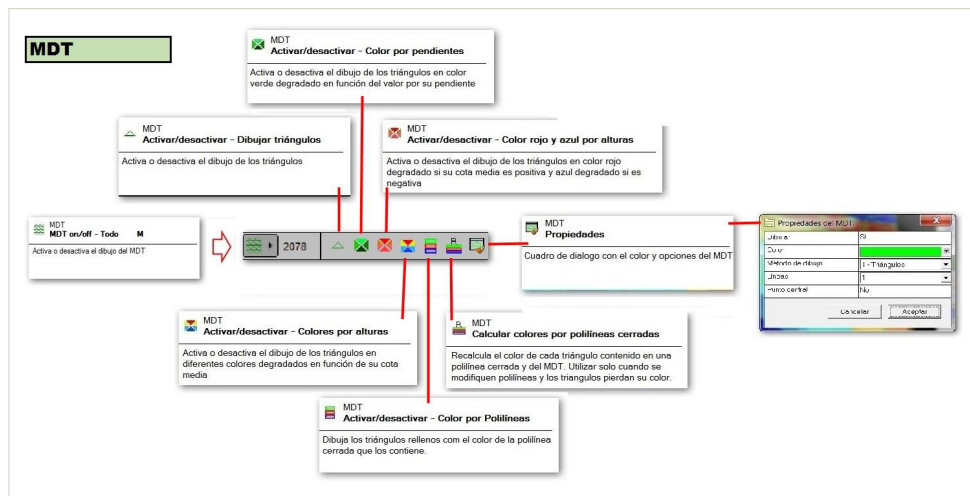 MDT
MDT
Activar/desactivar - Color por pendientes
Activa o desactiva el dibujo de los triángulos en color
verde degradado en función del valor por su pendiente
MDT
Activar/desactivar - Dibujar triángulos
Activa o desactiva el dibujo de los triángulos
MDT
Activar/desactivar - Color rojo y azul por alturas
Activa o desactiva el dibujo de los triángulos en color rojo
degradado si su cota media es positiva y azul degradado si es
negativa
MDT
MDT on/off - Todo M
Activa o desactiva el dibujo del MDT
2078
MDT
Propiedades
Cuadro de dialogo con el color y opciones del MDT
Propiedades del MDT
Dibujar
Si
Color
Método de dibujo
1 - Triángulos
Líneas
1
Punto central
No
Cancelar
Aceptar
MDT
Activar/desactivar - Colores por alturas
Activa o desactiva el dibujo de los triángulos en
diferentes colores degradados en función de su cota
media
MDT
Calcular colores por polilíneas cerradas
Recalcula el color de cada triángulo contenido en una
polilínea cerrada y del MDT. Utilizar solo cuando se
modifiquen polilíneas y los triangulos pierdan su color.
MDT
Activar/desactivar - Color por Polilíneas
Dibuja los triángulos rellenos com el color de la polilínea
cerrada que los contiene.